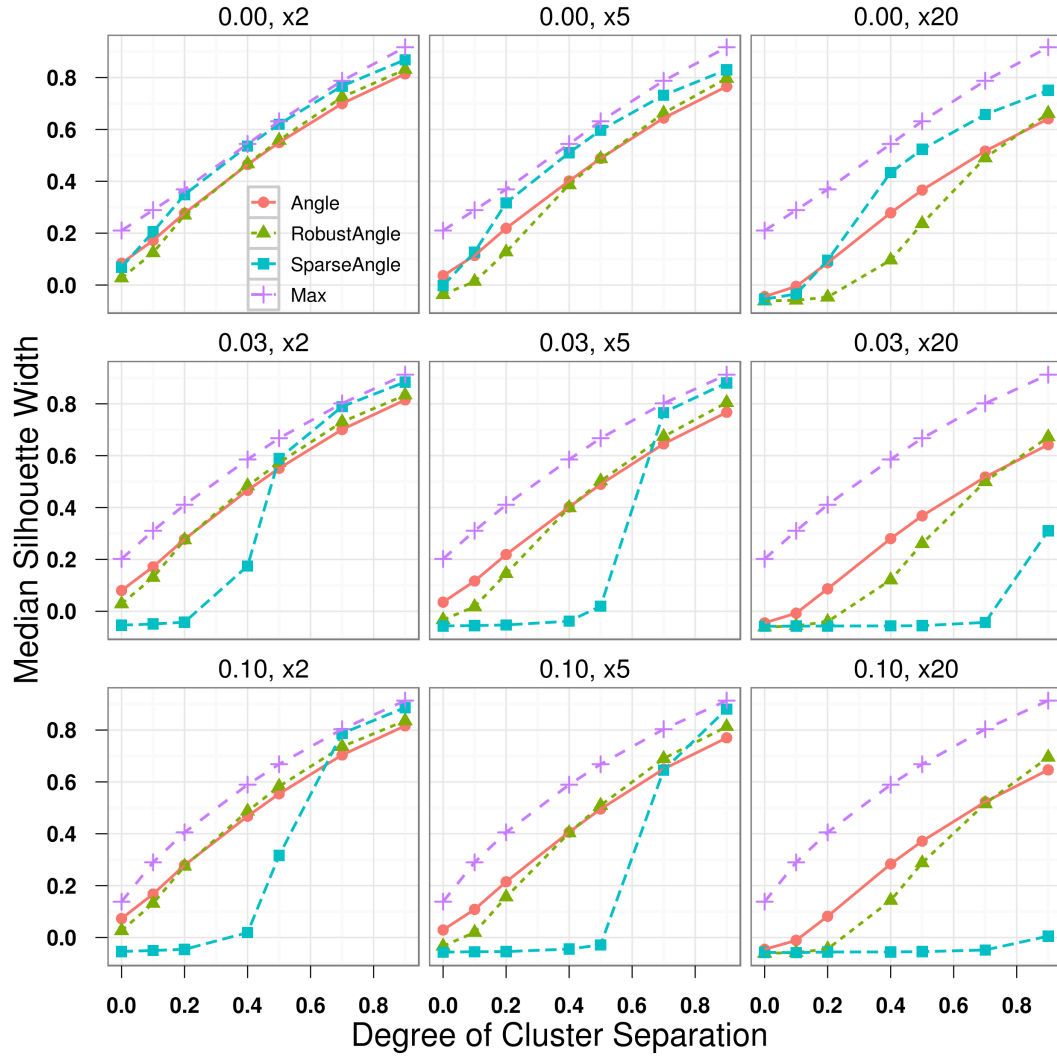 0.00, x2 0.00, x5 0.00, x20
0.8
0.6
0.4
0.2
0.0
Angle
RobustAngle
SparseAngle
Max
0.03, x2 0.03, x5 0.03, x20
0.8
0.6
0.4
0.2
0.0
Median Silhouette Width
0.10, x2 0.10, x5 0.10, x20
0.8
0.6
0.4
0.2
0.0
0.0 0.2 0.4 0.6 0.8 0.0 0.2 0.4 0.6 0.8 0.0 0.2 0.4 0.6 0.8
Degree of Cluster Separation